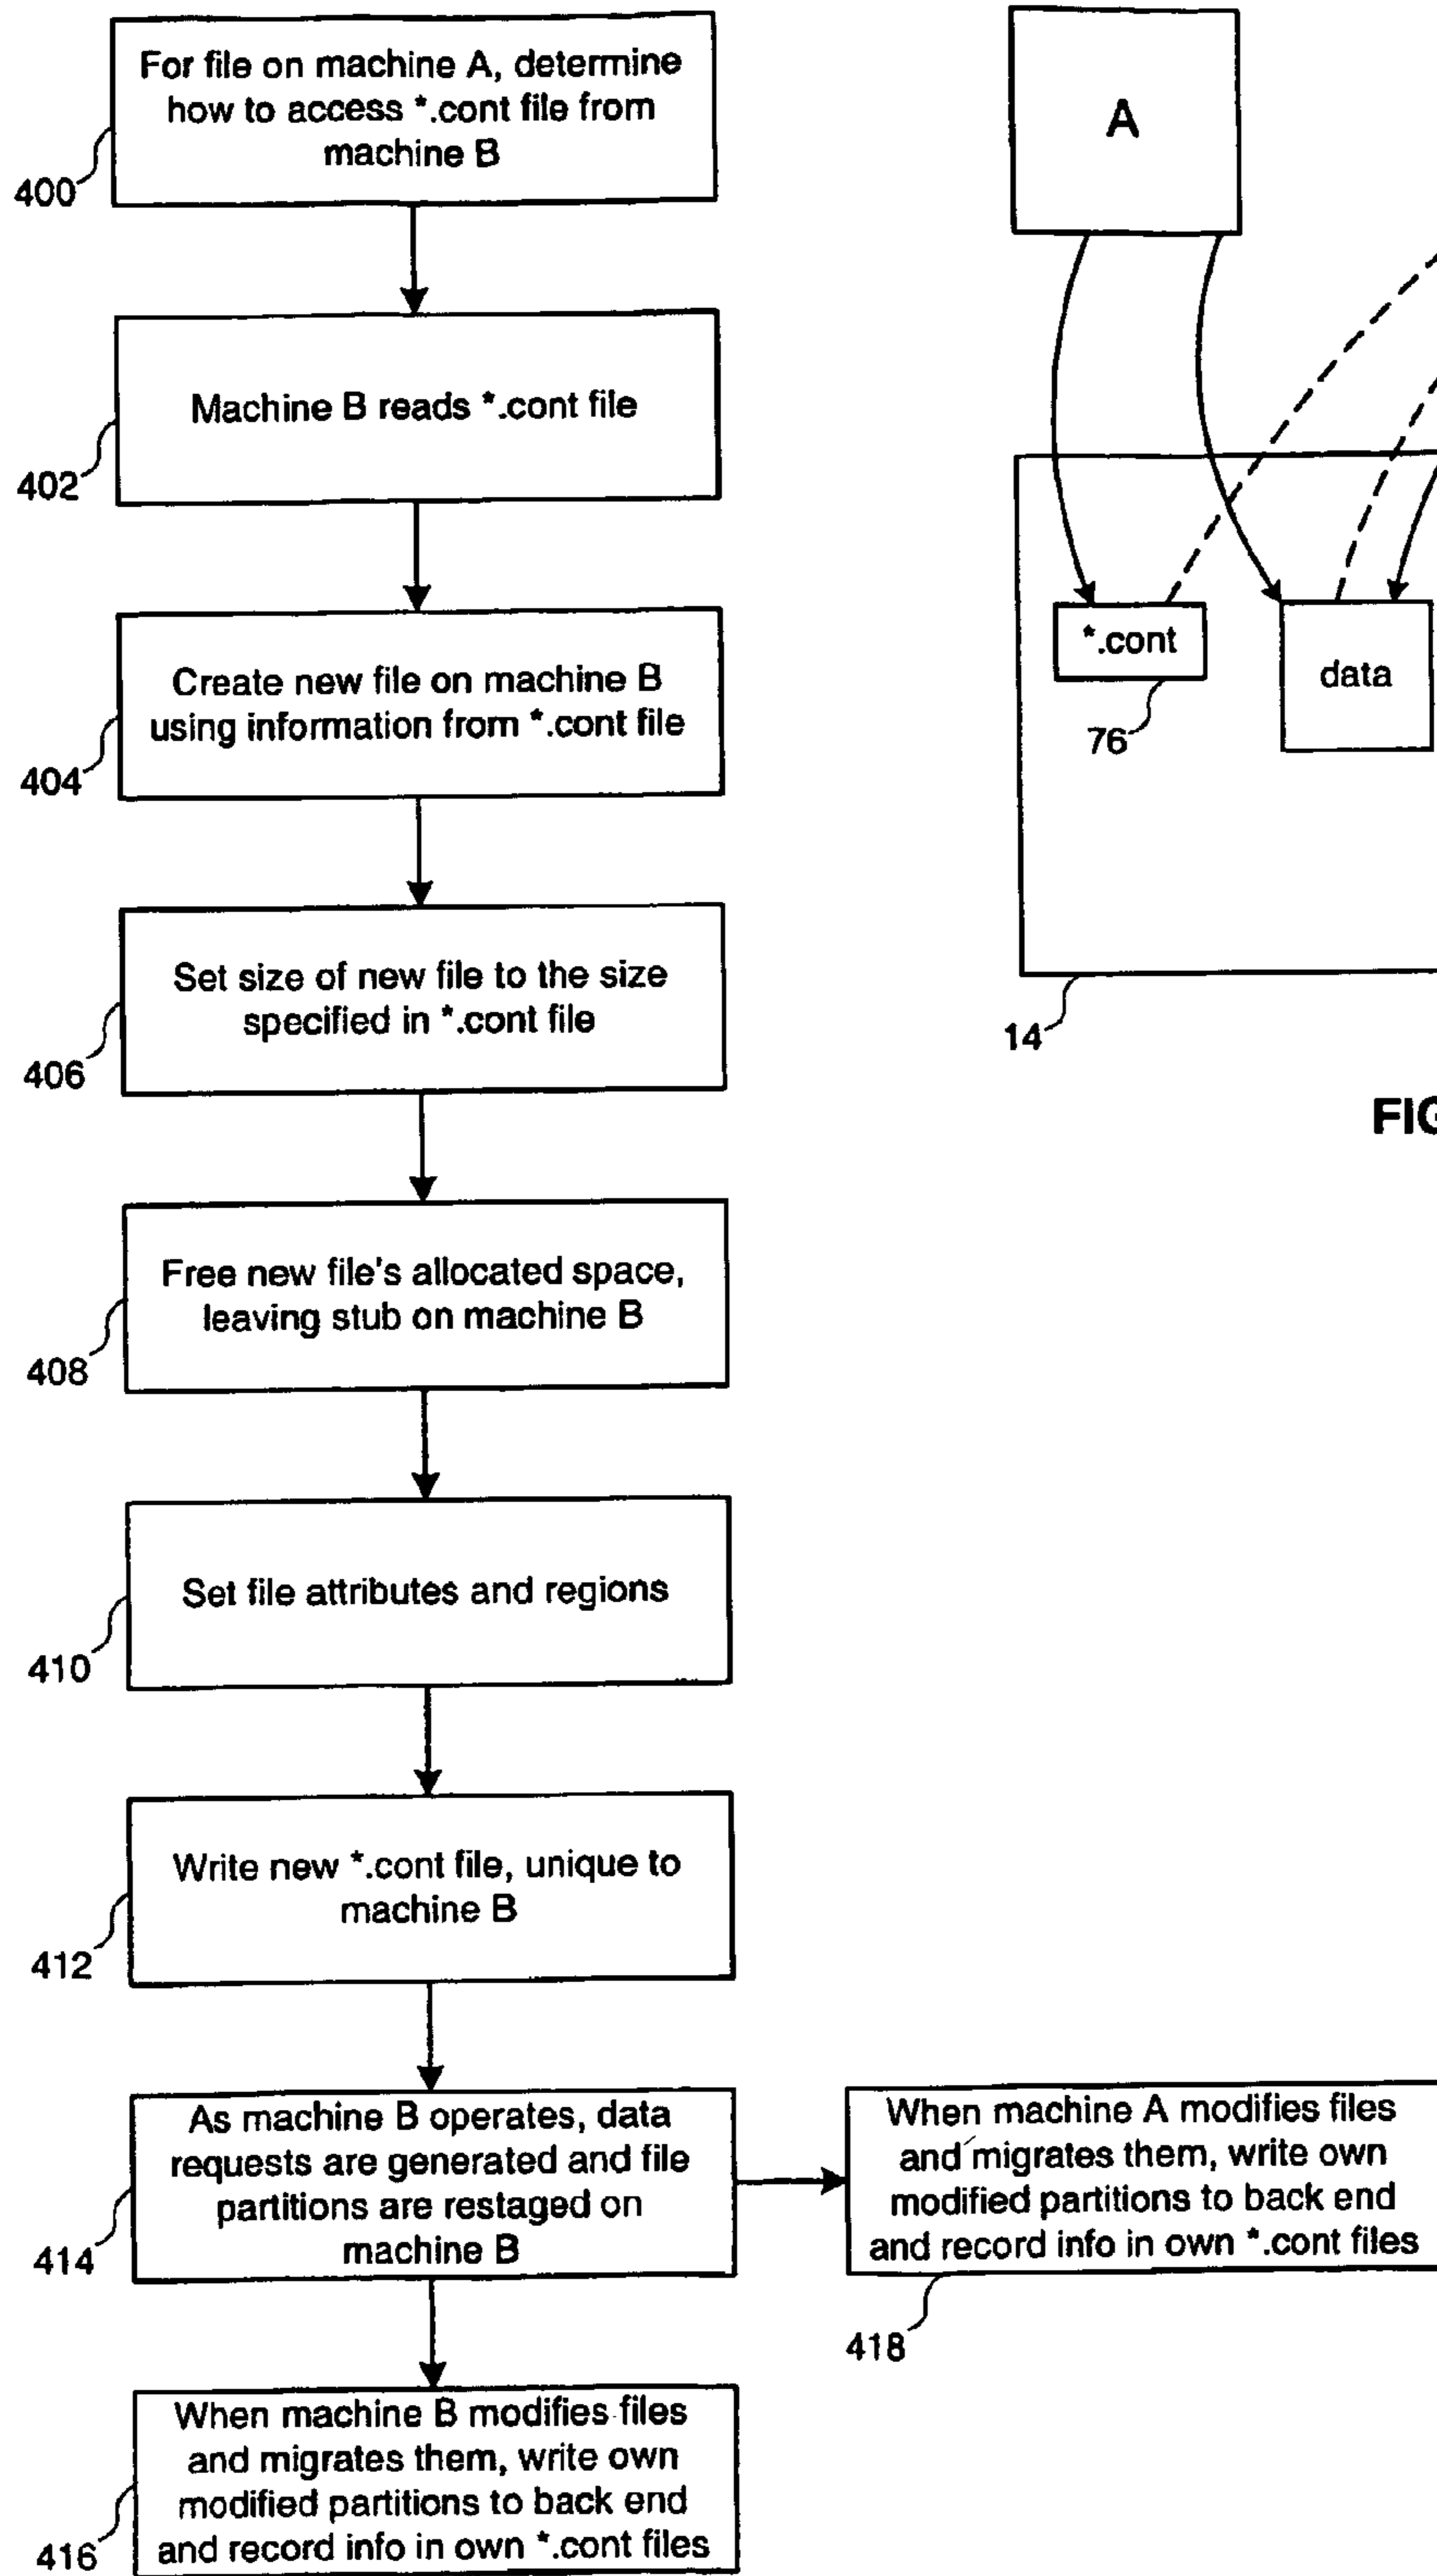 For file on machine A, determine
how to access *.cont file from
machine B
400
Machine B reads *.cont file
402
Create new file on machine B
using information from *.cont file
404
Set size of new file to the size
specified in *.cont file
406
Free new file's allocated space,
leaving stub on machine B
408
Set file attributes and regions
410
Write new *.cont file, unique to
machine B
412
As machine B operates, data
requests are generated and file
partitions are restaged on
machine B
414
When machine B modifies files
and migrates them, write own
modified partitions to back end
and record info in own *.cont files
416
When machine A modifies files
and migrates them, write own
modified partitions to back end
and record info in own *.cont files
418
A
*.cont
76
data
14